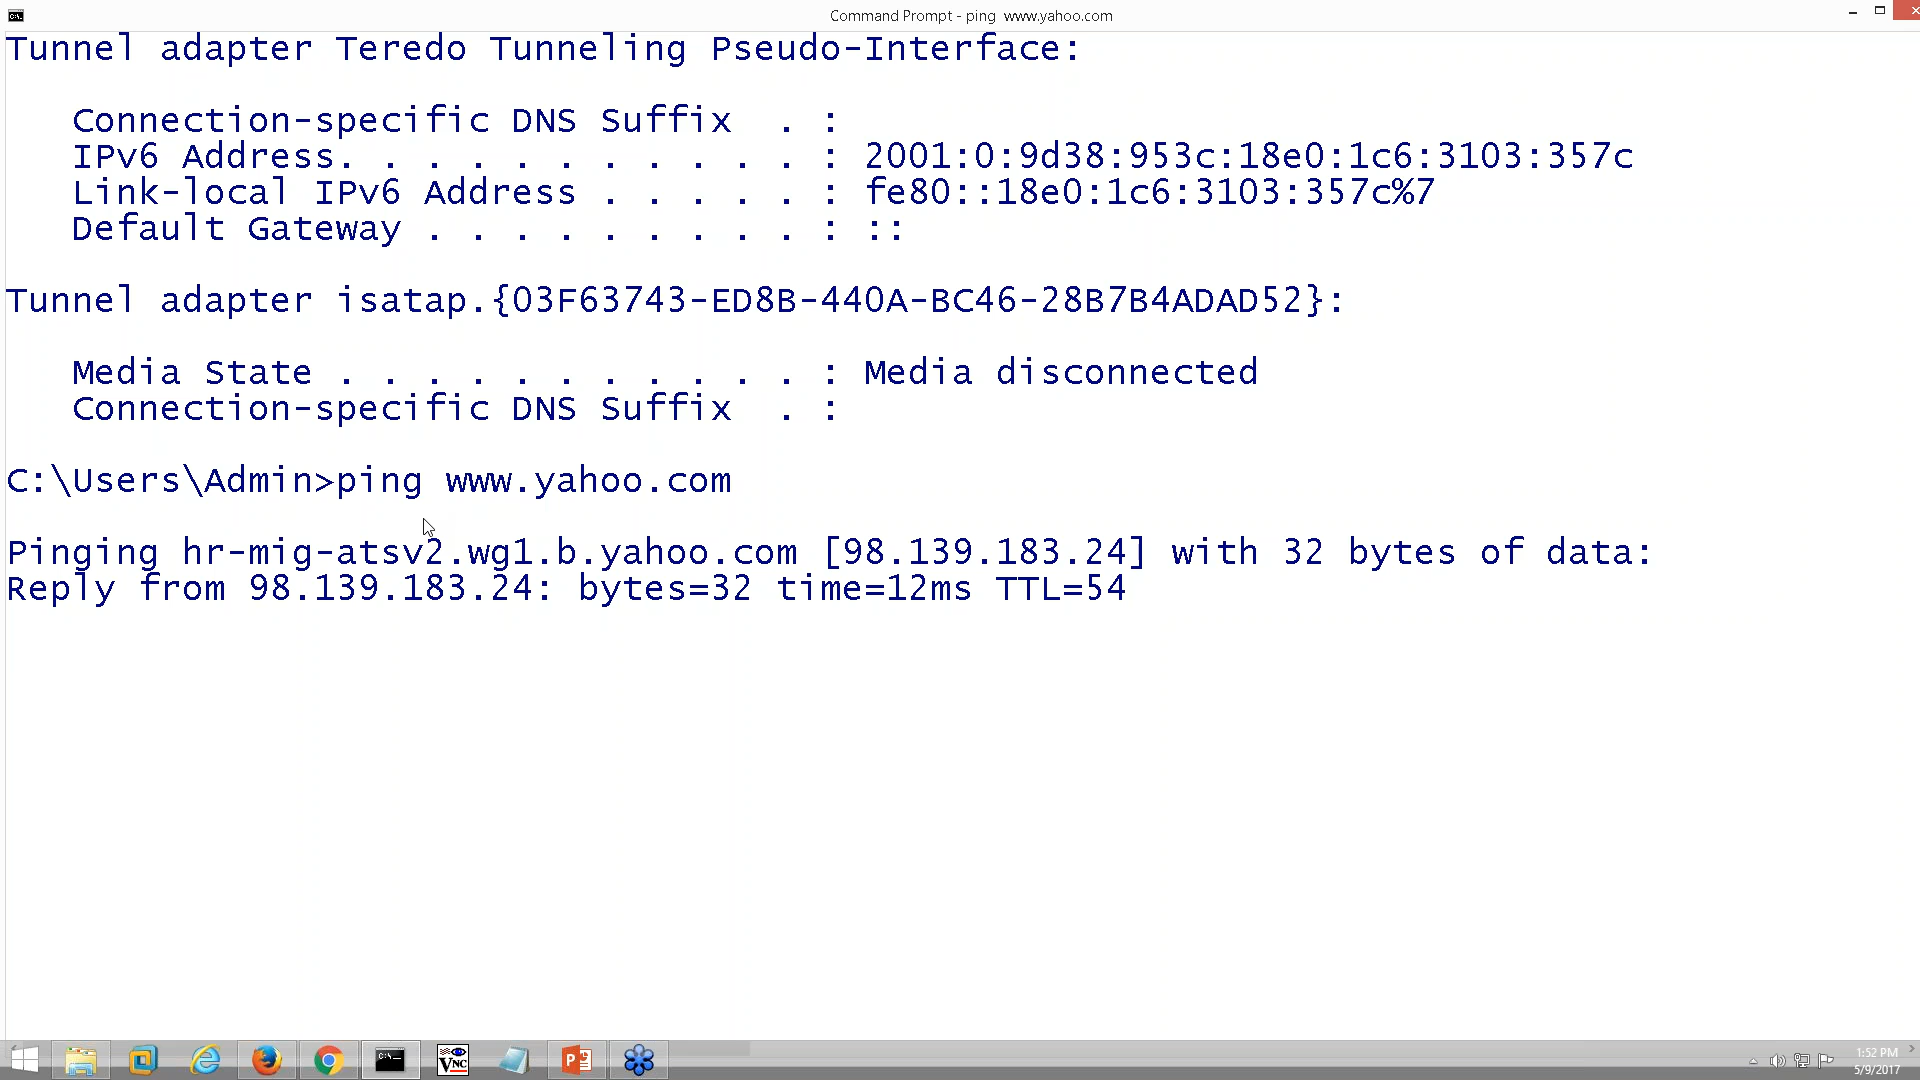 Command Prompt - ping  www.yahoo.com
Tunnel adapter Teredo Tunneling Pseudo-Interface:
Connection-specific DNS Suffix  . :
IPv6 Address. . . . . . . . . . . : 2001:0:9d38:953c:18e0:1c6:3103:357c
Link-local IPv6 Address . . . . . : fe80::18e0:1c6:3103:357c%7
Default Gateway . . . . . . . . . : ::
Tunnel adapter isatap.{03F63743-ED8B-440A-BC46-28B7B4ADAD52}:
Media State . . . . . . . . . . . : Media disconnected
Connection-specific DNS Suffix  . :
C:\Users\Admin>ping www.yahoo.com
Pinging hr-mig-atsv2.wg1.b.yahoo.com [98.139.183.24] with 32 bytes of data:
Reply from 98.139.183.24: bytes=32 time=12ms TTL=54
C:\_
VNC
P
1:52 PM
5/9/2017